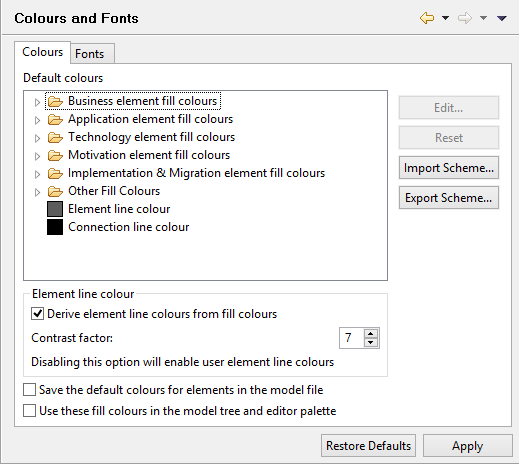 Colours and Fonts
Colours
Fonts
Default colours
Business element fill colours
Application element fill colours
Technology element fill colours
Motivation element fill colours
Implementation & Migration element fill colours
Other Fill Colours
Element line colour
Connection line colour
Edit...
Reset
Import Scheme...
Export Scheme...
Element line colour
Derive element line colours from fill colours
Contrast factor: 7
Disabling this option will enable user element line colours
Save the default colours for elements in the model file
Use these fill colours in the model tree and editor palette
Restore Defaults
Apply